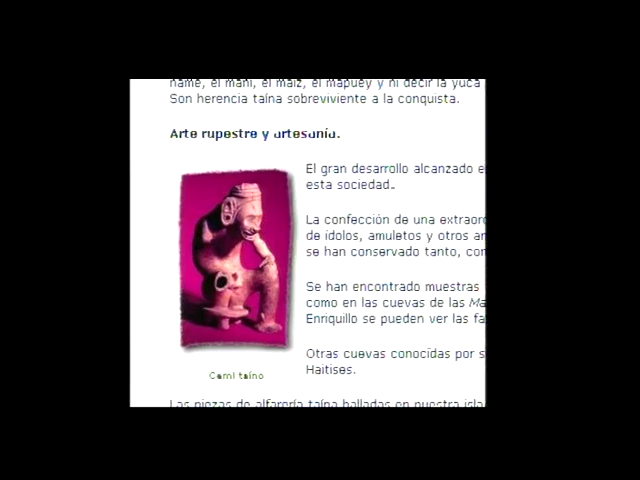 ñame, el maní, el maíz, el mapuey y ni decir la yuca
Son herencia taína sobreviviente a la conquista.
Arte rupestre y artesanía.
El gran desarrollo alcanzado e
esta sociedad.
La confección de una extraord
de ídolos, amuletos y otros ar
se han conservado tanto, con
Se han encontrado muestras
como en las cuevas de las Ma
Enriquillo se pueden ver las fa
Otras cuevas conocidas por s
Haitises.
Cemí taíno
Las piezas de alfarería taína halladas en nuestra isla